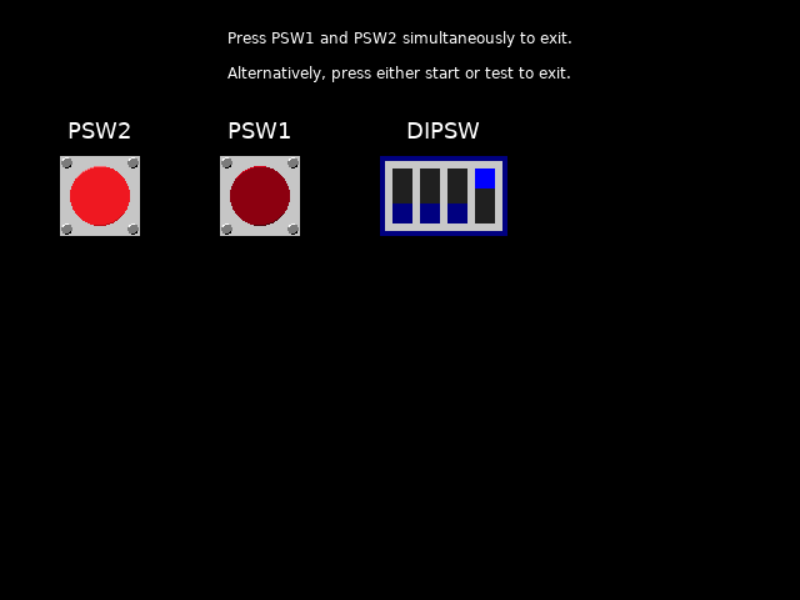 Press PSW1 and PSW2 simultaneously to exit.
Alternatively, press either start or test to exit.
PSW2 PSW1 DIPSW